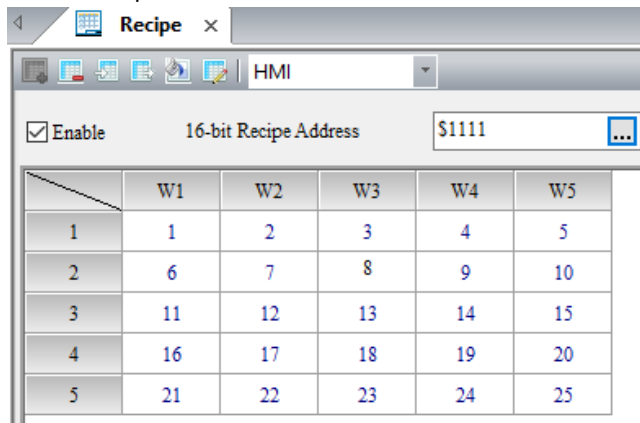 Recipe ×
HMI
Enable 16-bit Recipe Address $1111 ...
W1 W2 W3 W4 W5
1 1 2 3 4 5
2 6 7 8 9 10
3 11 12 13 14 15
4 16 17 18 19 20
5 21 22 23 24 25